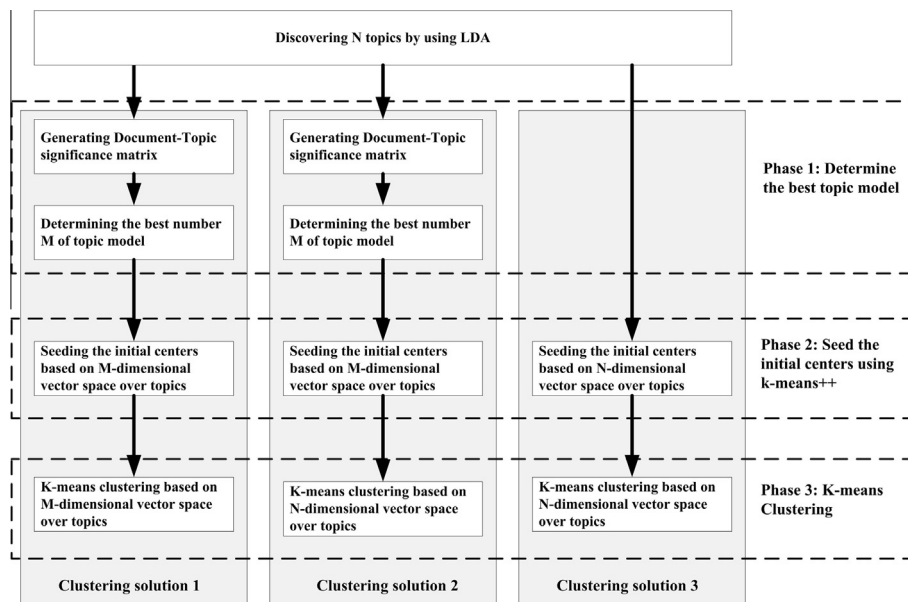 Discovering N topics by using LDA
Generating Document-Topic
significance matrix
Generating Document-Topic
significance matrix
Phase 1: Determine
the best topic model
Determining the best number
M of topic model
Determining the best number
M of topic model
Seeding the initial centers
based on M-dimensional
vector space over topics
Seeding the initial centers
based on M-dimensional
vector space over topics
Seeding the initial centers
based on N-dimensional
vector space over topics
Phase 2: Seed the
initial centers using
k-means++
K-means clustering based on
M-dimensional vector space
over topics
K-means clustering based on
N-dimensional vector space
over topics
K-means clustering based on
N-dimensional vector space
over topics
Phase 3: K-means
Clustering
Clustering solution 1
Clustering solution 2
Clustering solution 3